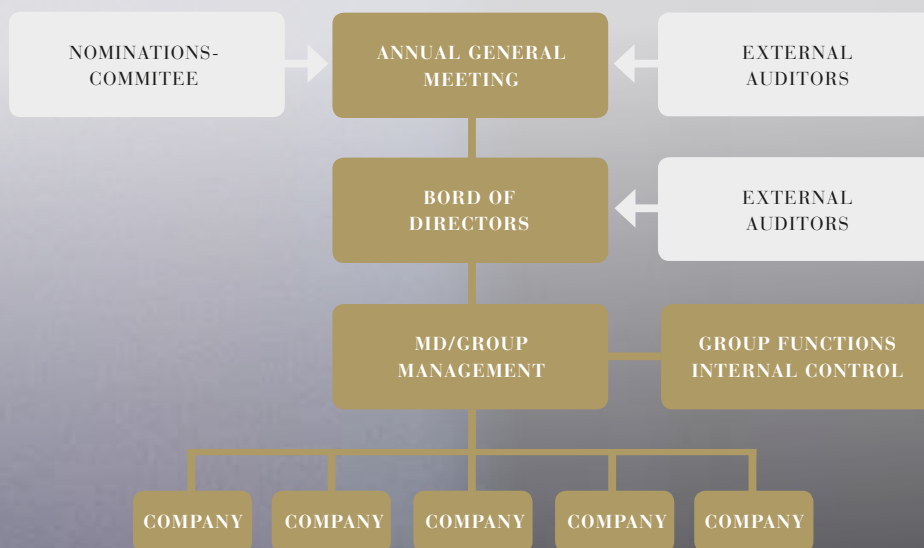 NOMINATIONS-
COMMITEE
ANNUAL GENERAL
MEETING
EXTERNAL
AUDITORS
BORD OF
DIRECTORS
EXTERNAL
AUDITORS
MD/GROUP
MANAGEMENT
GROUP FUNCTIONS
INTERNAL CONTROL
COMPANY
COMPANY
COMPANY
COMPANY
COMPANY